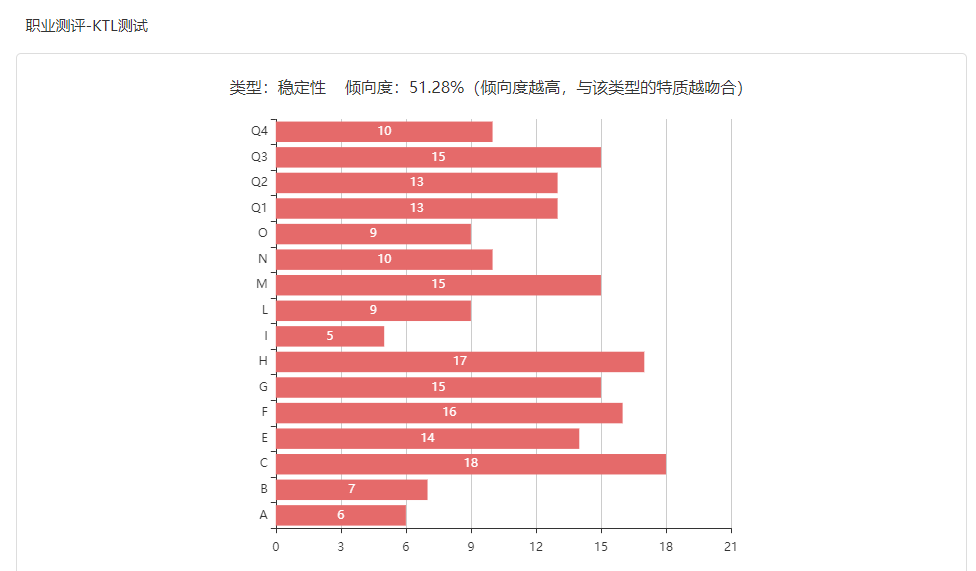 职业测评-KTL测试
类型：稳定性 倾向度：51.28%（倾向度越高，与该类型的特质越吻合）
Q4 10
Q3 15
Q2 13
Q1 13
O 9
N 10
M 15
L 9
I 5
H 17
G 15
F 16
E 14
C 18
B 7
A 6
0 3 6 9 12 15 18 21